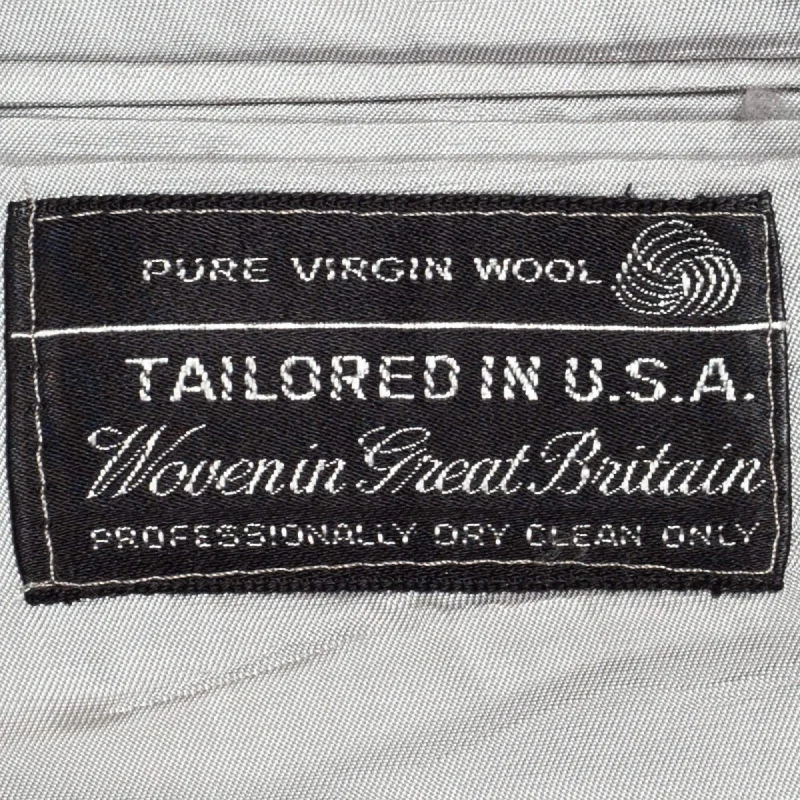 PURE VIRGIN WOOL
TAILORED IN U.S.A.
Woven in Great Britain
PROFESSIONALLY DRY CLEAN ONLY